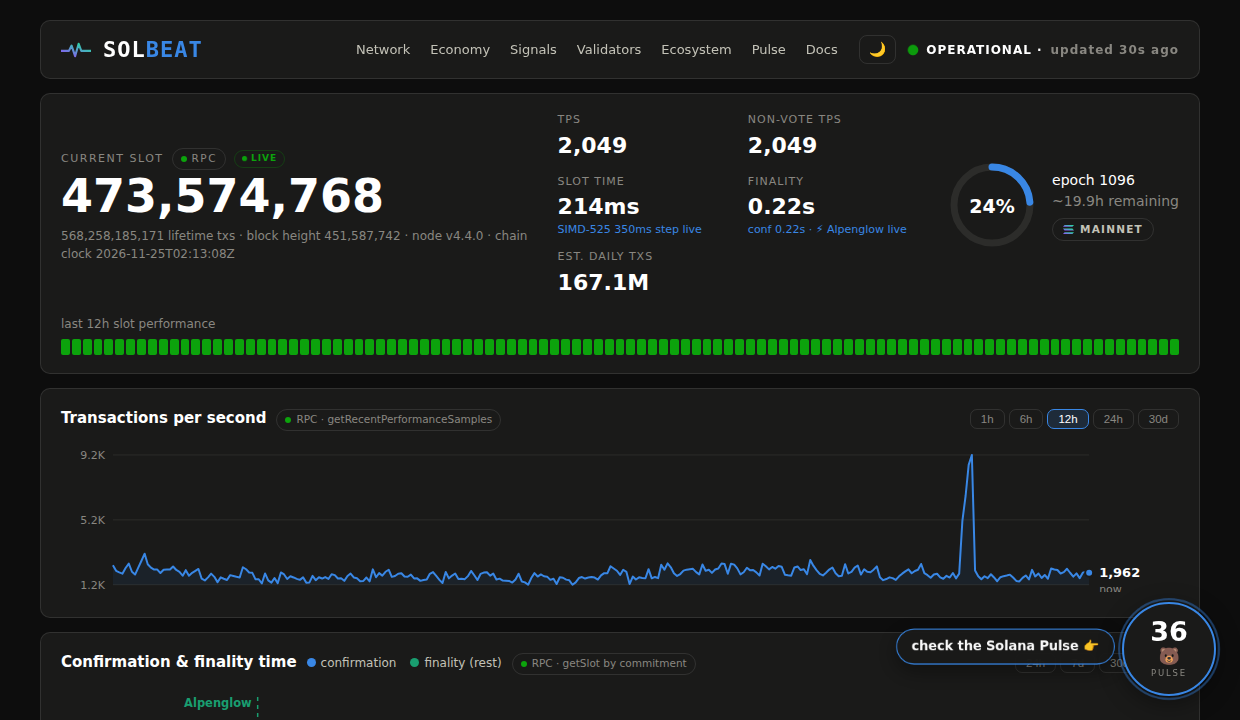 SOLBEAT
Network Economy Signals Validators Ecosystem Pulse Docs
OPERATIONAL · updated 30s ago
CURRENT SLOT RPC LIVE
473,574,768
568,258,185,171 lifetime txs · block height 451,587,742 · node v4.4.0 · chain
clock 2026-11-25T02:13:08Z
TPS
2,049
NON-VOTE TPS
2,049
SLOT TIME
214ms
SIMD-525 350ms step live
FINALITY
0.22s
conf 0.22s · ⚡ Alpenglow live
EST. DAILY TXS
167.1M
24%
epoch 1096
~19.9h remaining
MAINNET
last 12h slot performance
Transactions per second RPC · getRecentPerformanceSamples
1h 6h 12h 24h 30d
9.2K
5.2K
1.2K
1,962
now
Confirmation & finality time confirmation finality (rest) RPC · getSlot by commitment
Alpenglow
check the Solana Pulse 👉
36
PULSE